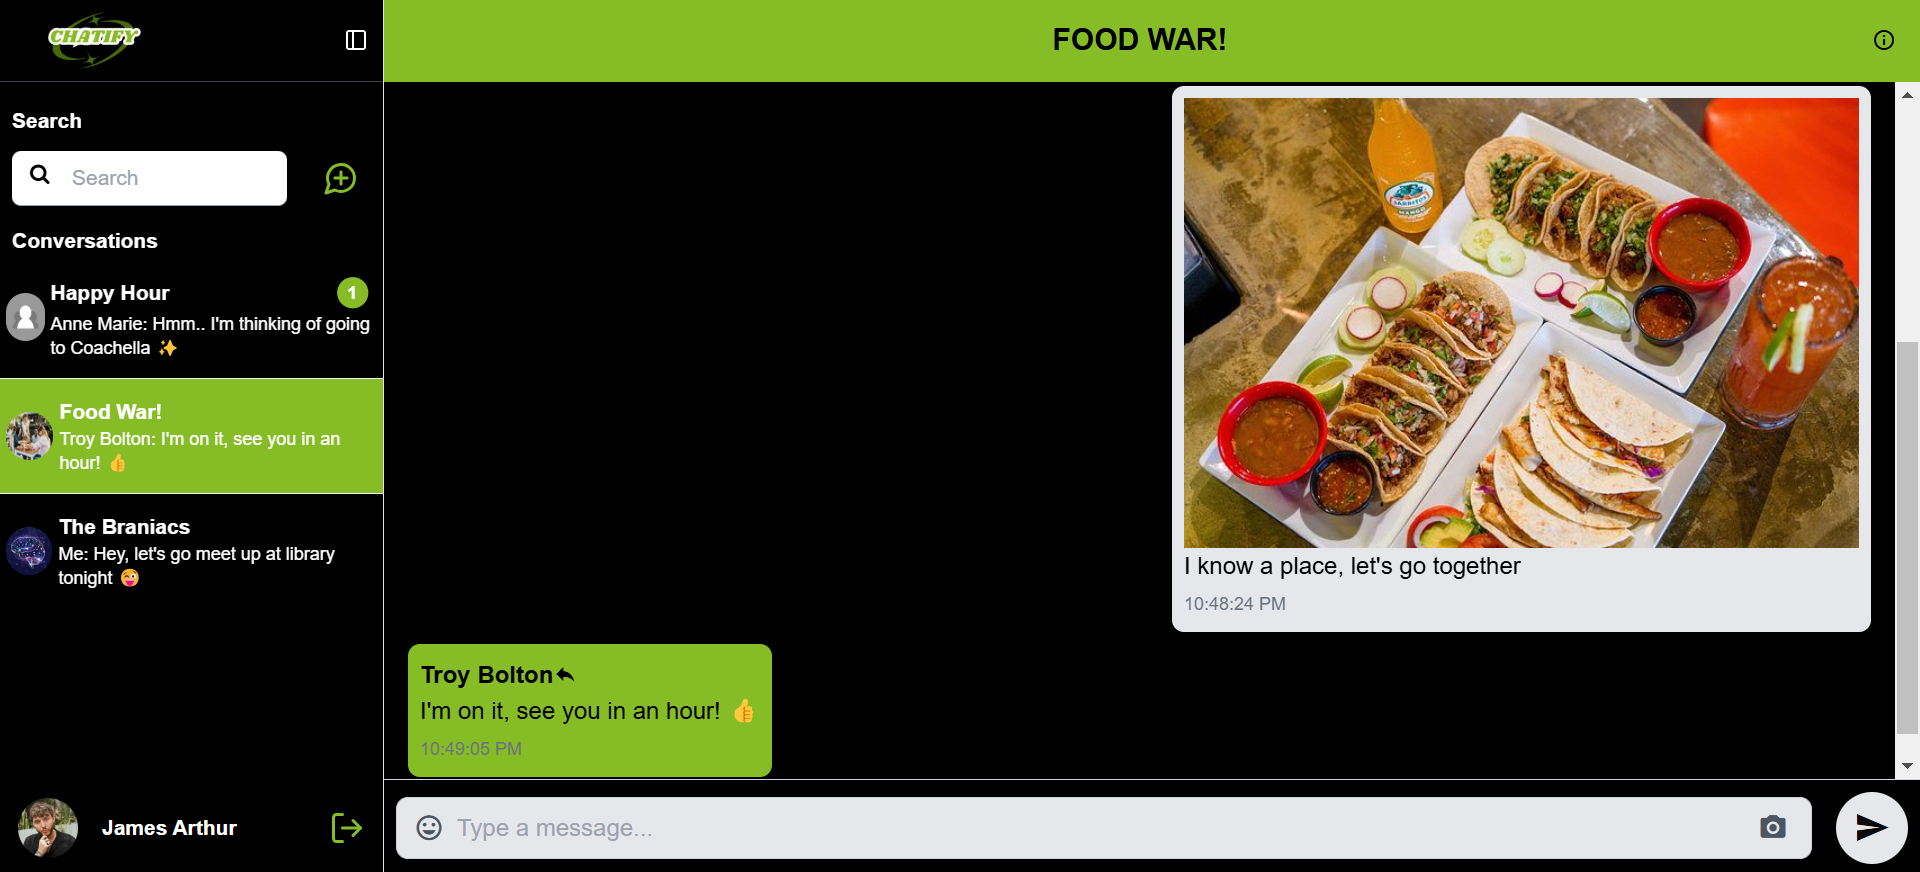 CHATIFY
Search
Search
Conversations
Happy Hour
1
Anne Marie: Hmm.. I'm thinking of going
to Coachella ✨
Food War!
Troy Bolton: I'm on it, see you in an
hour! 👍
The Braniacs
Me: Hey, let's go meet up at library
tonight 😜
James Arthur
FOOD WAR!
JARRITOS
MANGO
I know a place, let's go together
10:48:24 PM
Troy Bolton
I'm on it, see you in an hour! 👍
10:49:05 PM
Type a message...